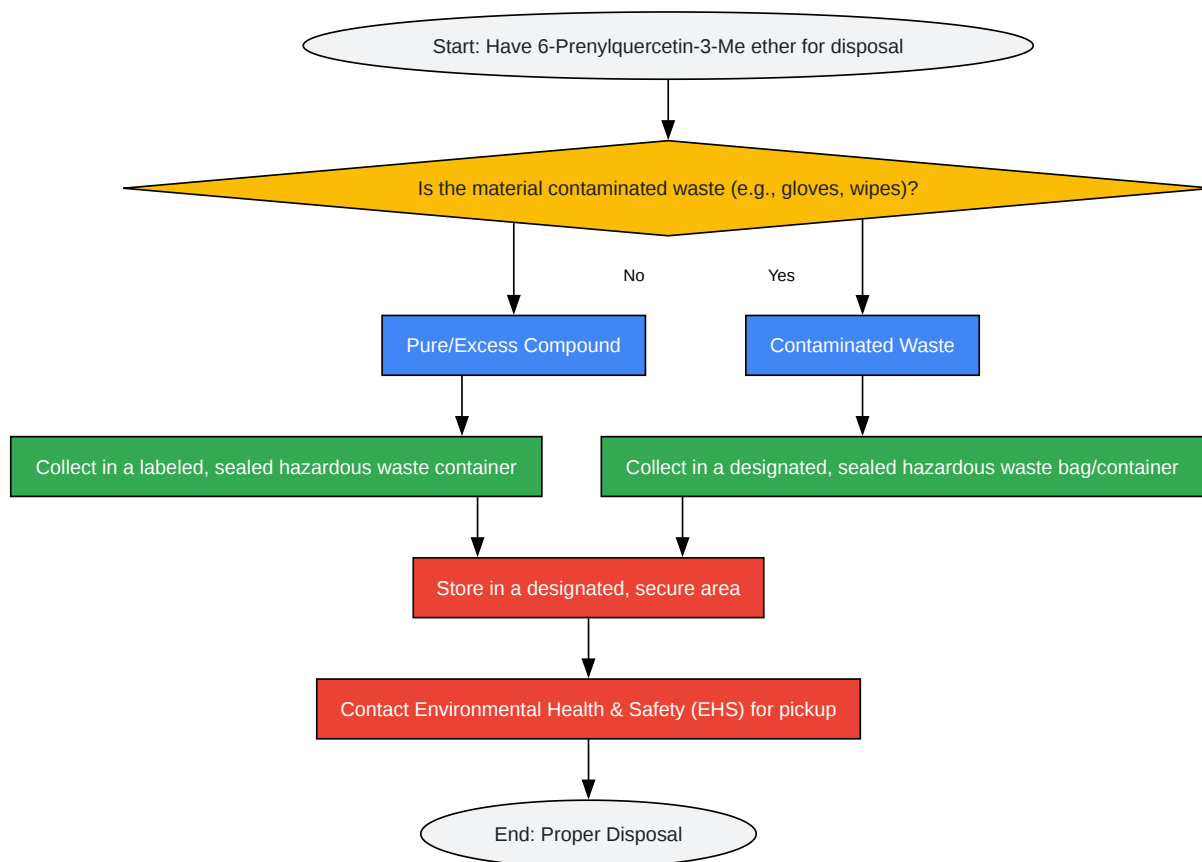 Start: Have 6-Prenylquercetin-3-Me ether for disposal
Is the material contaminated waste (e.g., gloves, wipes)?
No
Yes
Pure/Excess Compound
Contaminated Waste
Collect in a labeled, sealed hazardous waste container
Collect in a designated, sealed hazardous waste bag/container
Store in a designated, secure area
Contact Environmental Health & Safety (EHS) for pickup
End: Proper Disposal